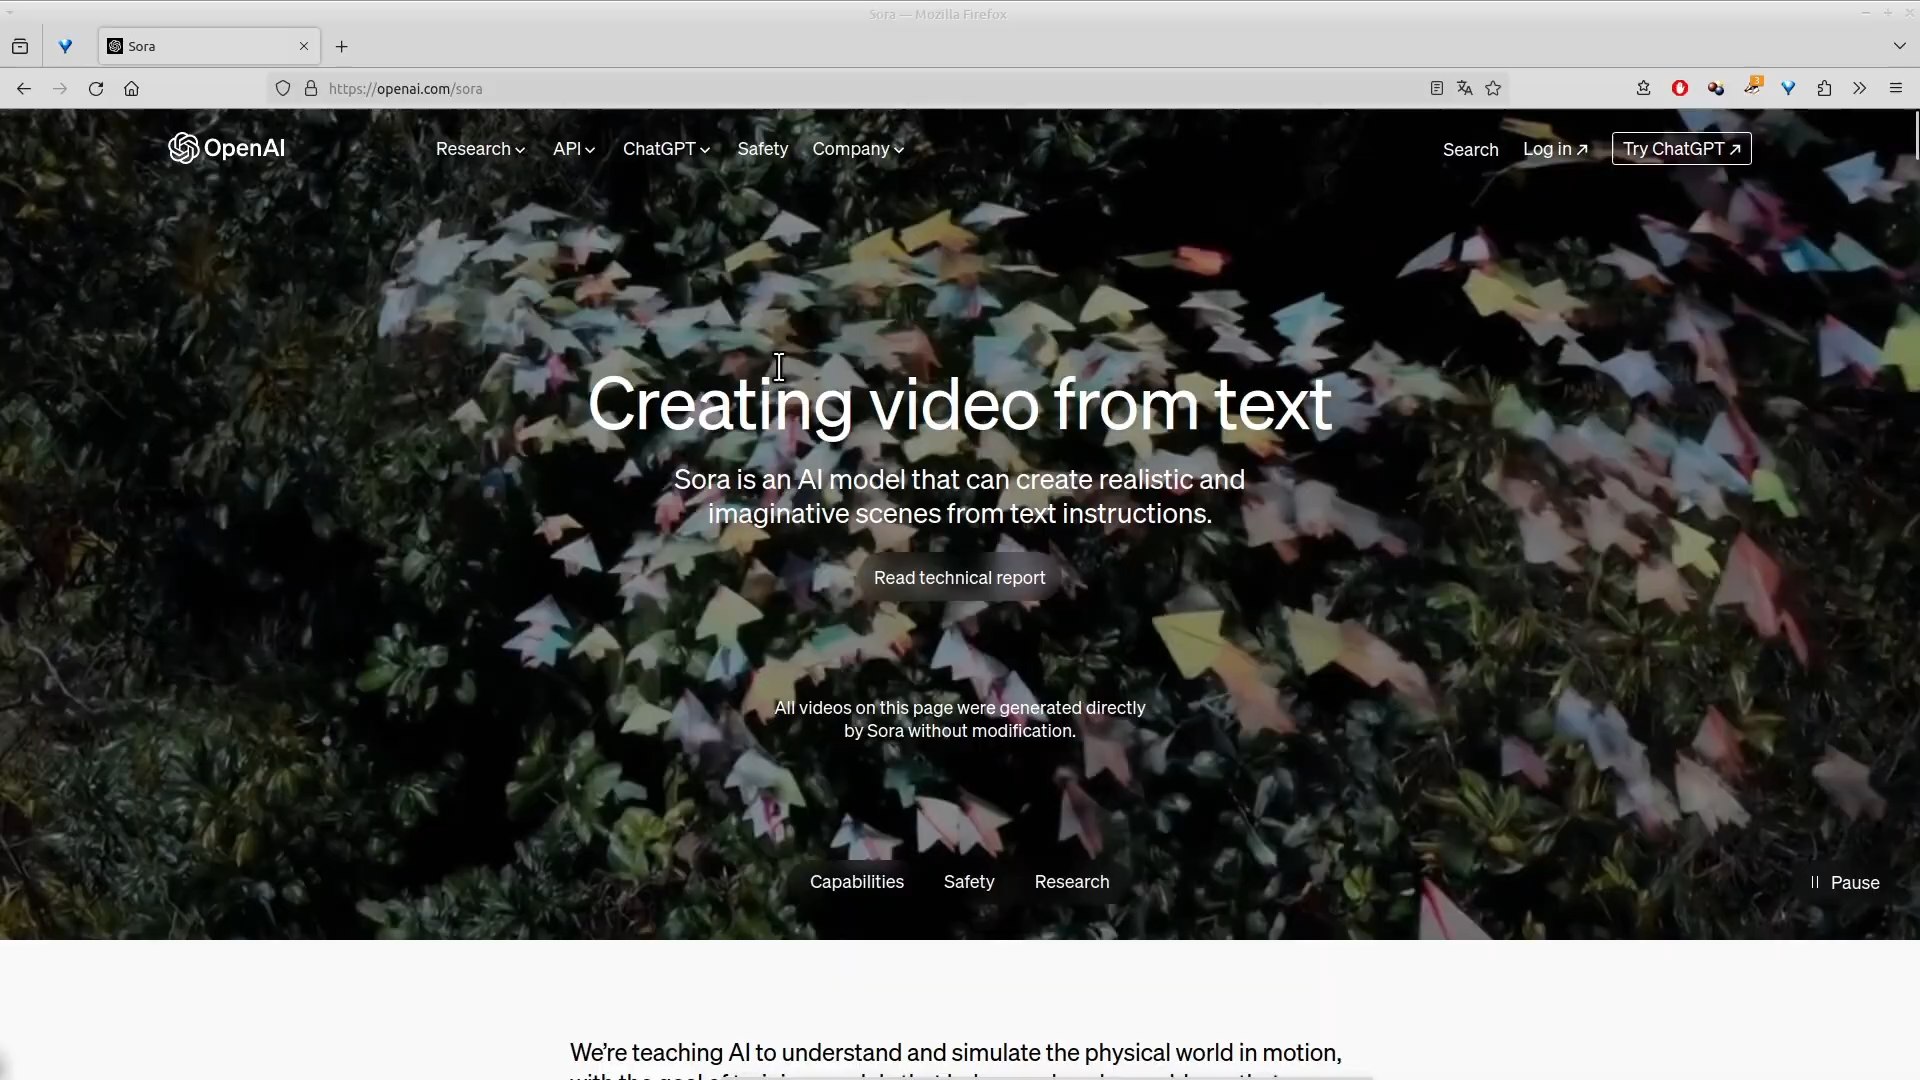 Sora — Mozilla Firefox
Sora
https://openai.com/sora
3
OpenAI
Research
API
ChatGPT
Safety
Company
Search
Log in
Try ChatGPT
Creating video from text
Sora is an AI model that can create realistic and
imaginative scenes from text instructions.
Read technical report
All videos on this page were generated directly
by Sora without modification.
Capabilities
Safety
Research
Pause
We’re teaching AI to understand and simulate the physical world in motion,